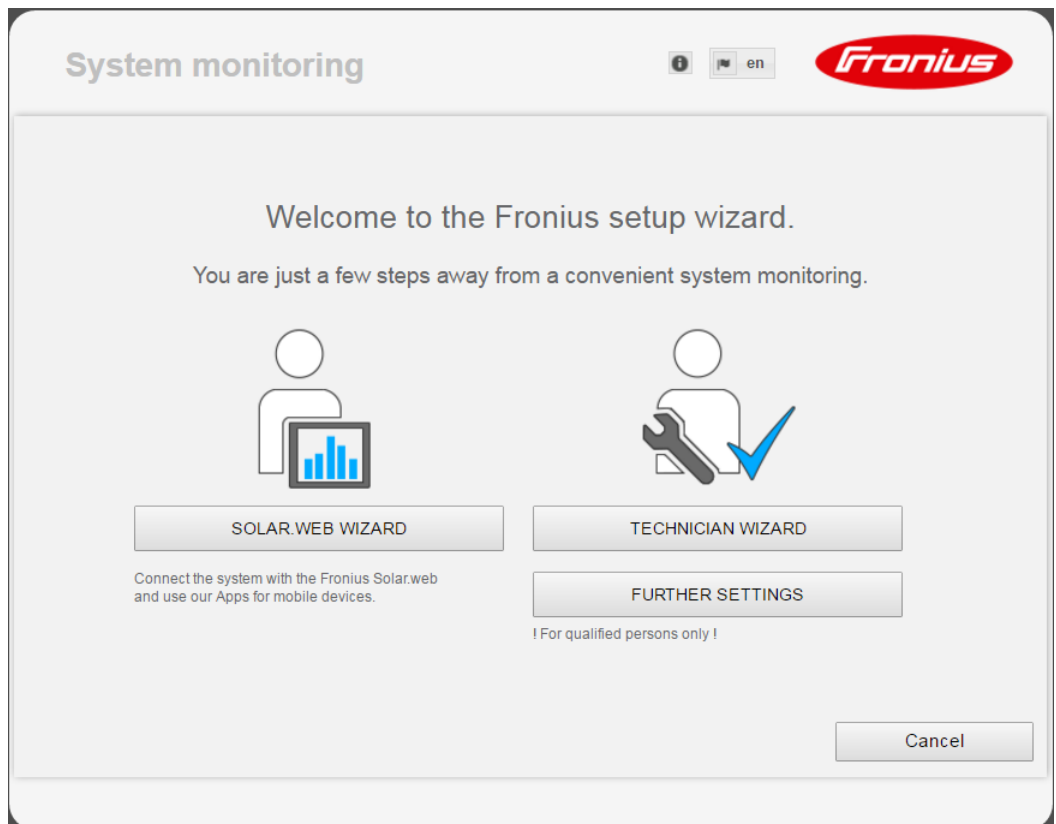 System monitoring
en
Fronius
Welcome to the Fronius setup wizard.
You are just a few steps away from a convenient system monitoring.
SOLAR.WEB WIZARD
Connect the system with the Fronius Solar.web
and use our Apps for mobile devices.
TECHNICIAN WIZARD
FURTHER SETTINGS
! For qualified persons only !
Cancel